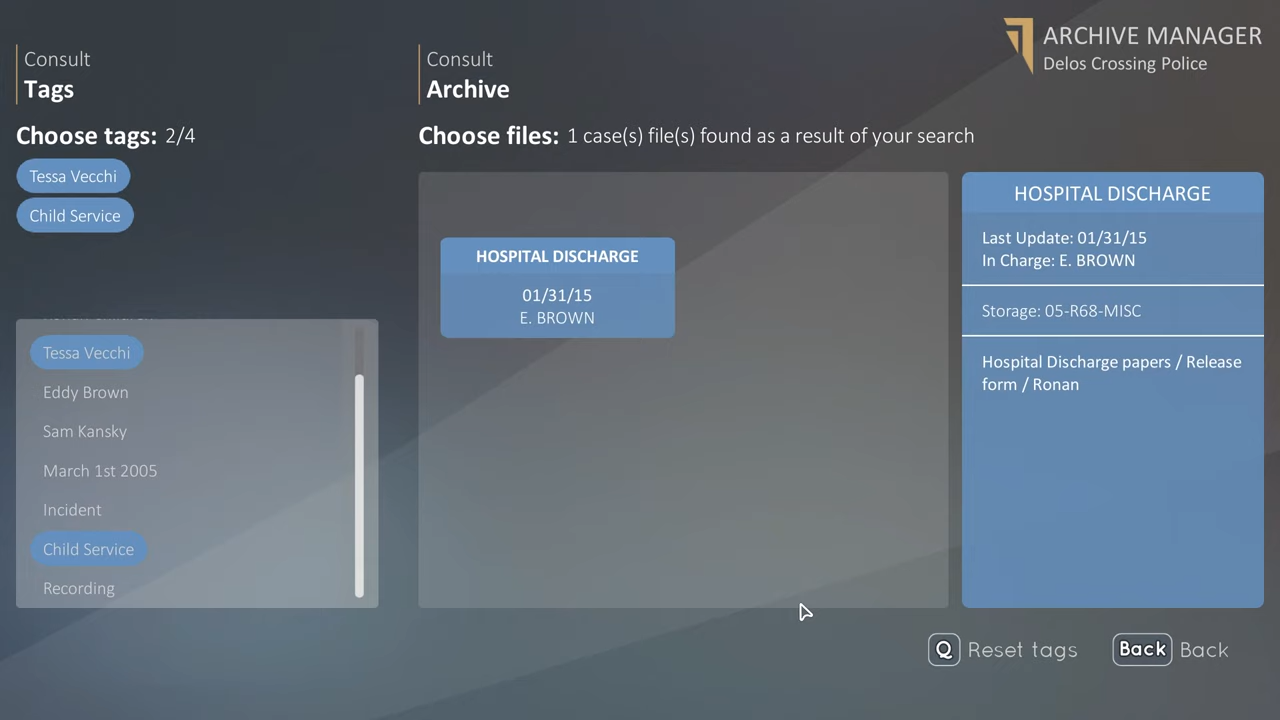 ARCHIVE MANAGER
Delos Crossing Police
Consult
Tags
Choose tags: 2/4
Tessa Vecchi
Child Service
Tessa Vecchi
Eddy Brown
Sam Kansky
March 1st 2005
Incident
Child Service
Recording
Consult
Archive
Choose files: 1 case(s) file(s) found as a result of your search
HOSPITAL DISCHARGE
01/31/15
E. BROWN
HOSPITAL DISCHARGE
Last Update: 01/31/15
In Charge: E. BROWN
Storage: 05-R68-MISC
Hospital Discharge papers / Release
form / Ronan
Q Reset tags
Back Back